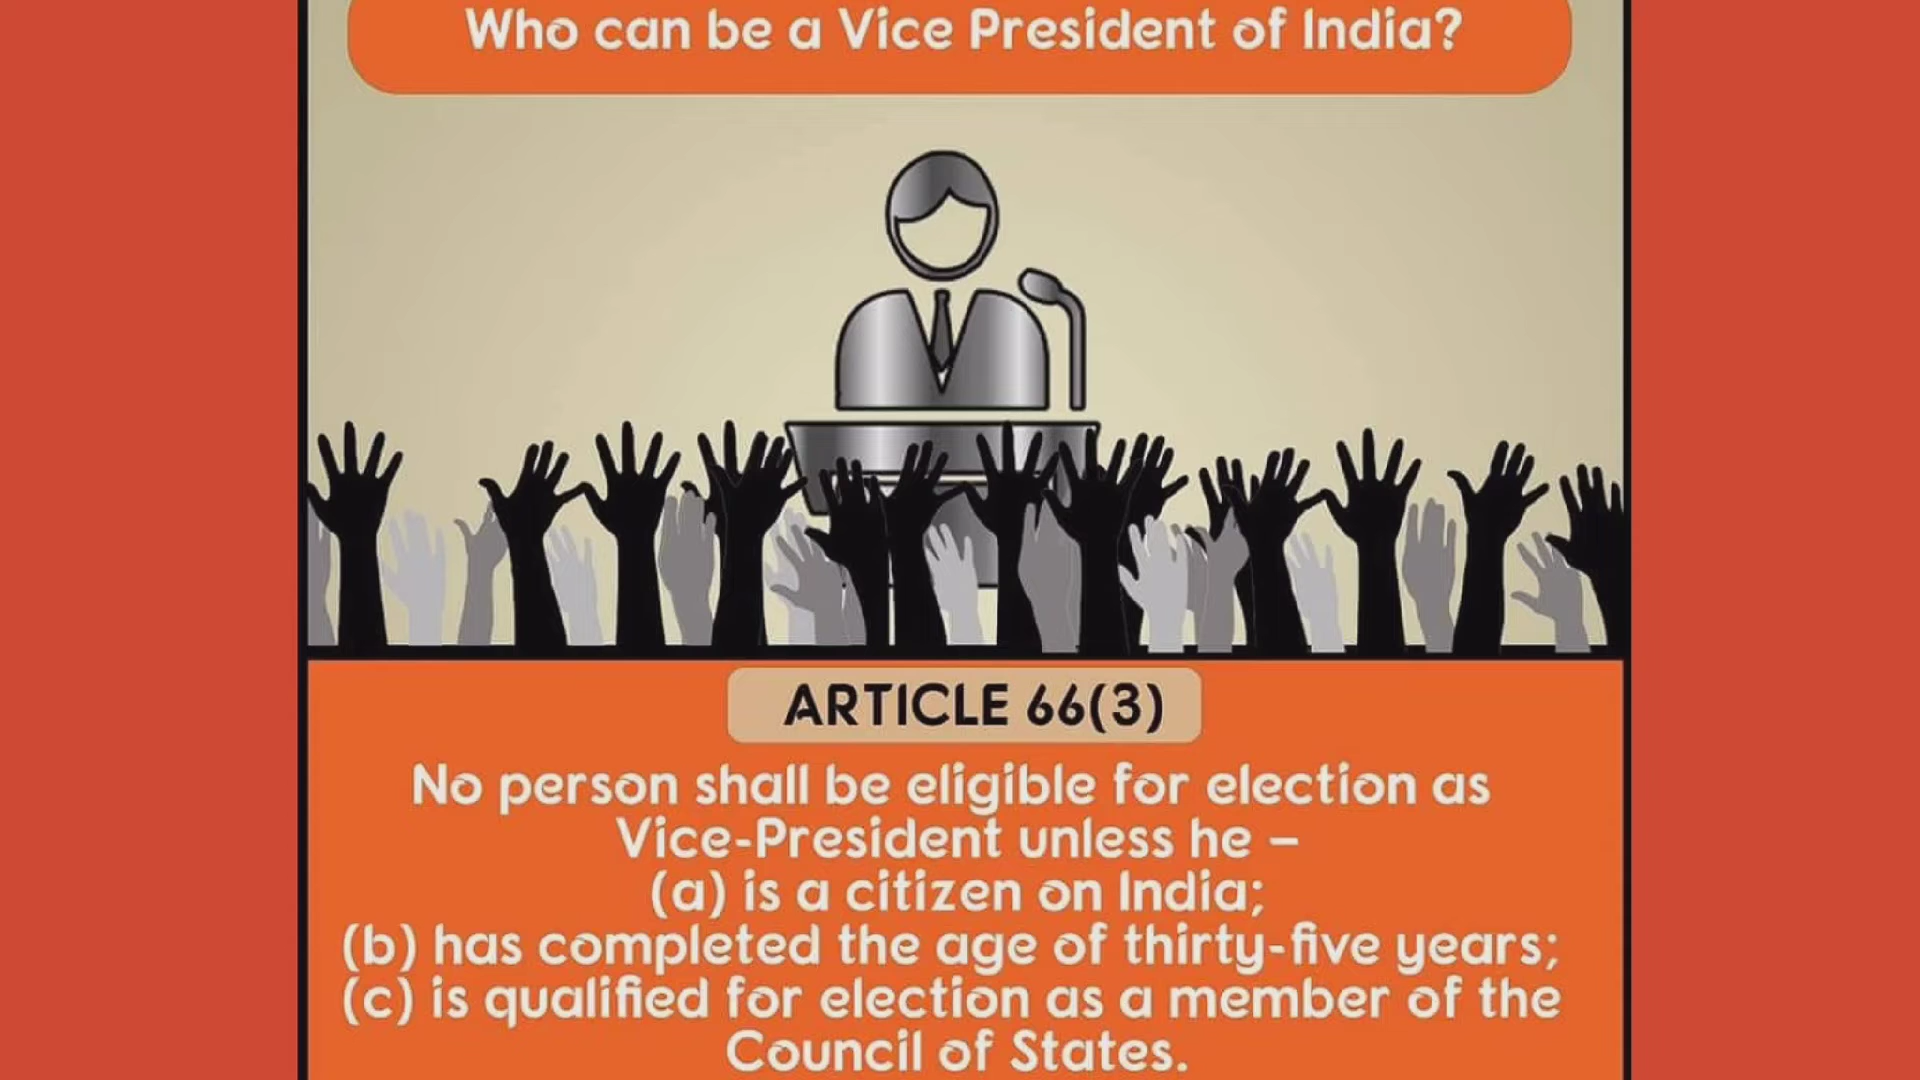 Who can be a Vice President of India?
ARTICLE 66(3)
No person shall be eligible for election as
Vice-President unless he –
(a) is a citizen on India;
(b) has completed the age of thirty-five years;
(c) is qualified for election as a member of the
Council of States.